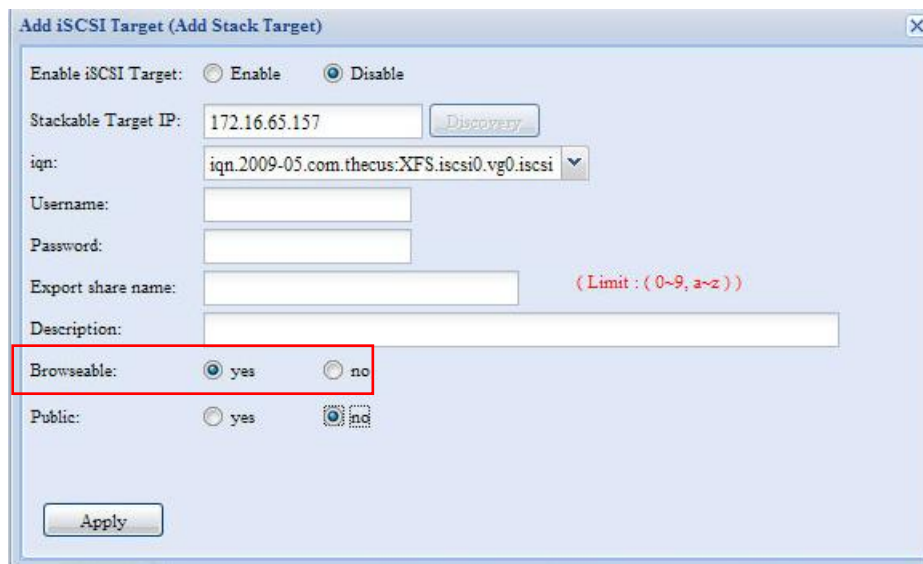 Add iSCSI Target (Add Stack Target)
Enable iSCSI Target: Enable Disable
Stackable Target IP: 172.16.65.157 Discovery
iqn: iqn.2009-05.com.thecus:XFS.iscsi0.vg0.iscsi
Username:
Password:
Export share name: ( Limit : ( 0~9, a~z ) )
Description:
Browseable: yes no
Public: yes no
Apply